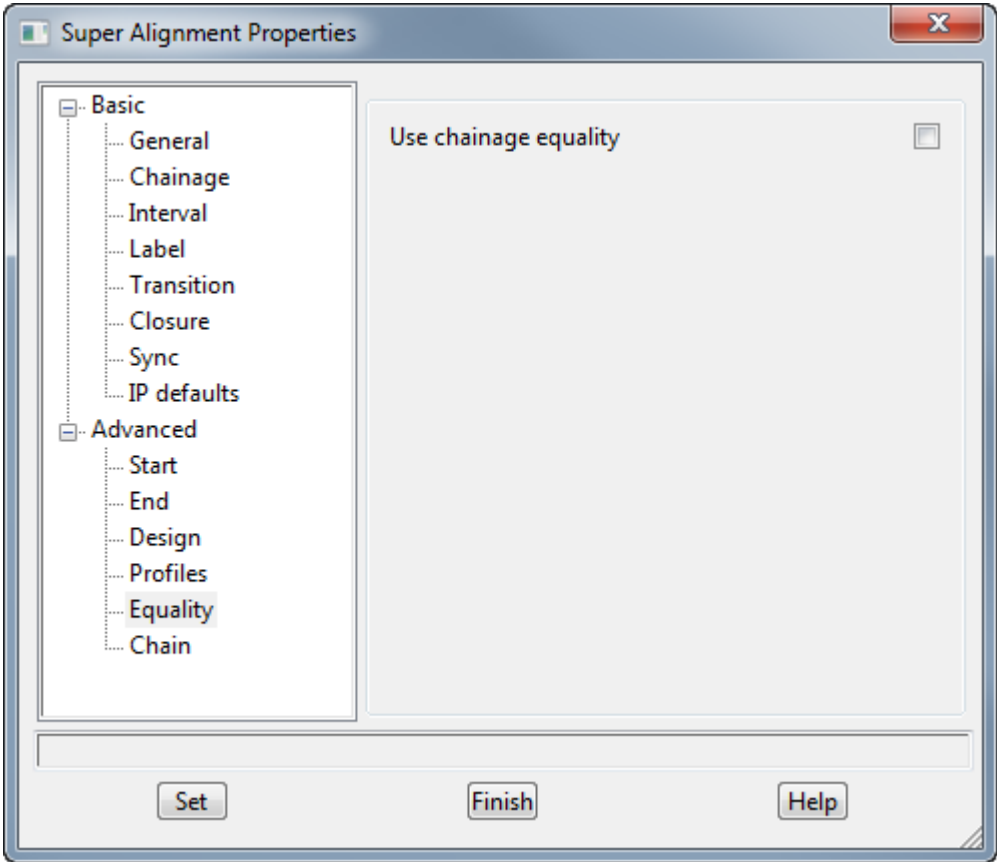 Super Alignment Properties
Basic
General
Chainage
Interval
Label
Transition
Closure
Sync
IP defaults
Advanced
Start
End
Design
Profiles
Equality
Chain
Use chainage equality
Set
Finish
Help